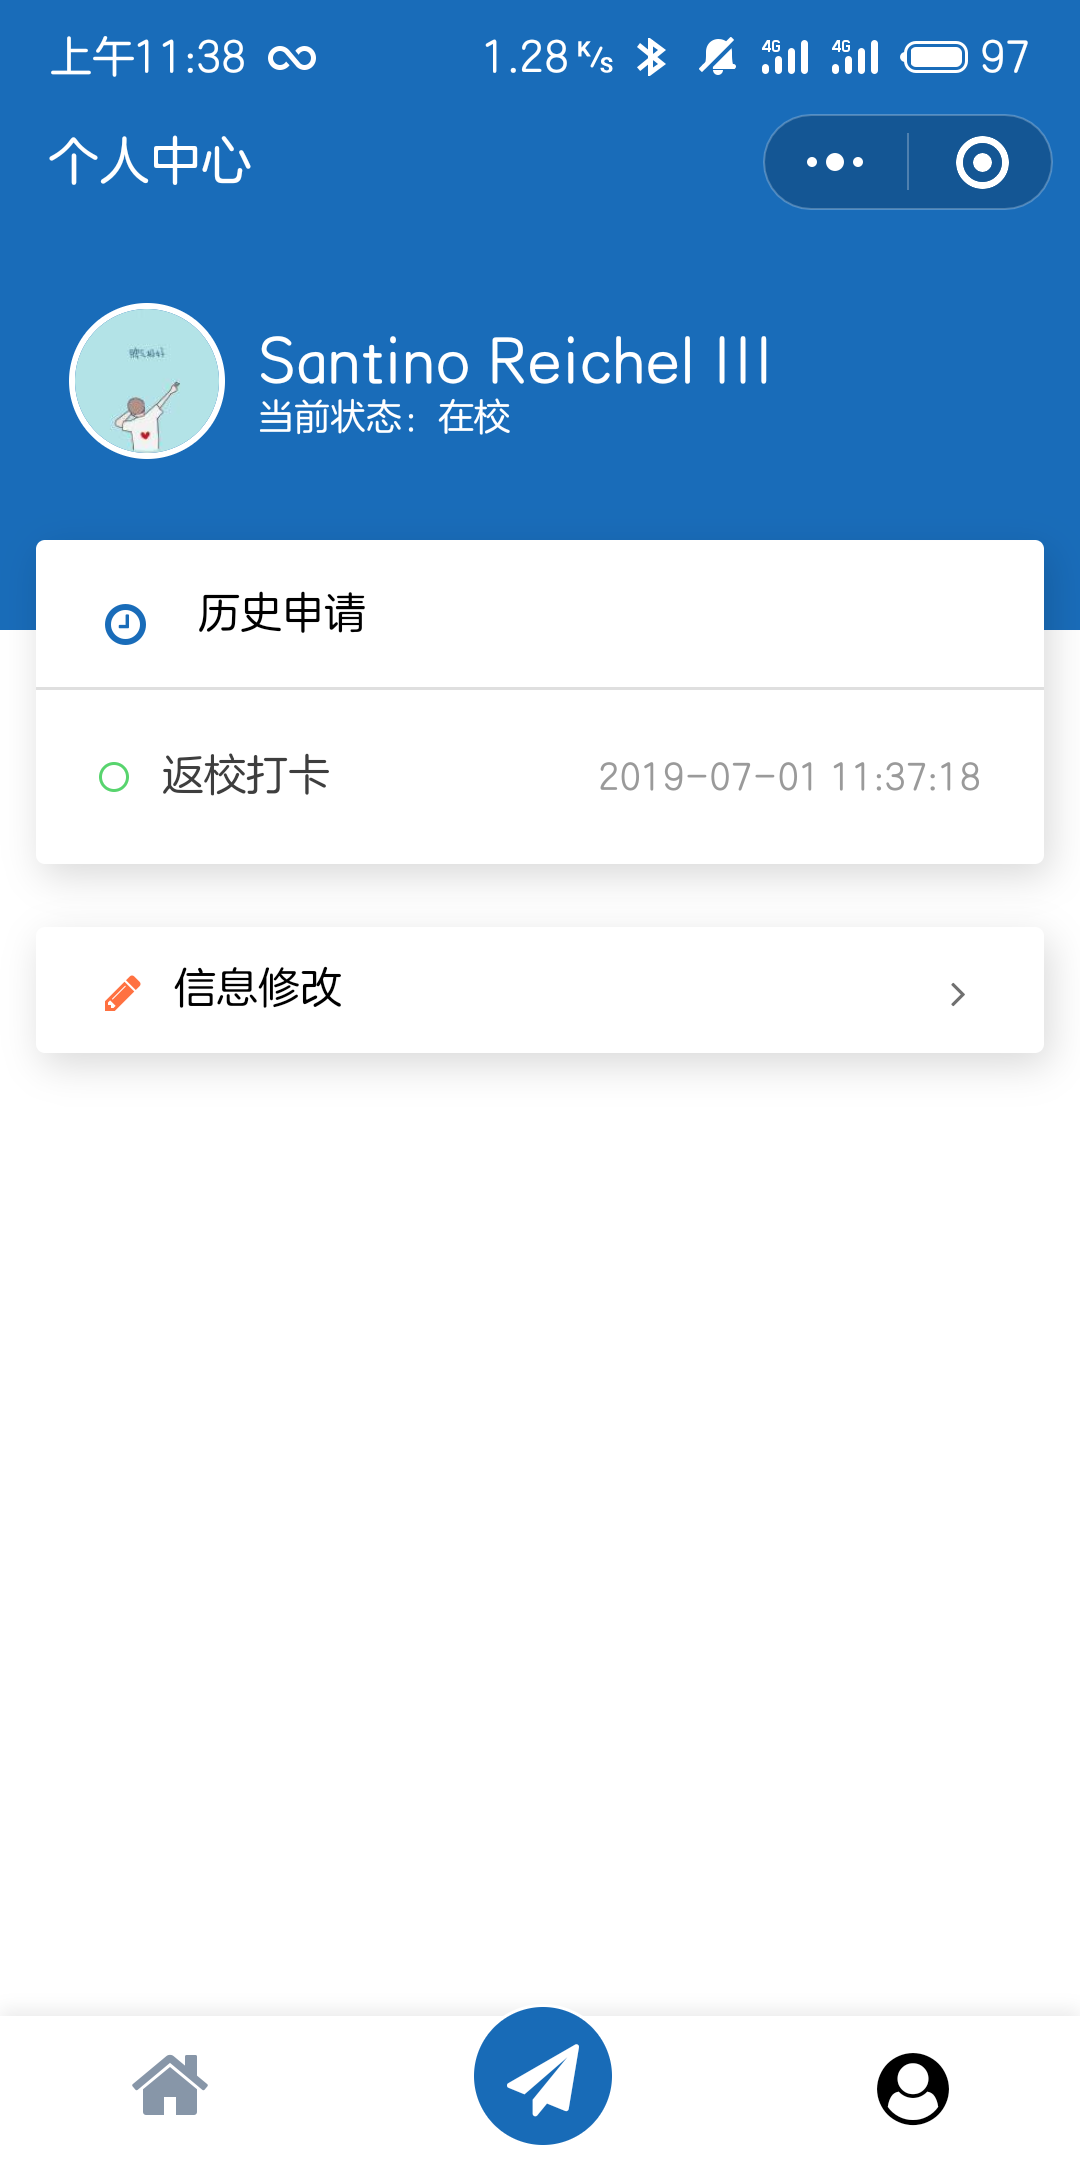 上午11:38 1.28 K/S 4G 4G 97
个人中心
Santino Reichel III
当前状态：在校
历史申请
返校打卡 2019-07-01 11:37:18
信息修改